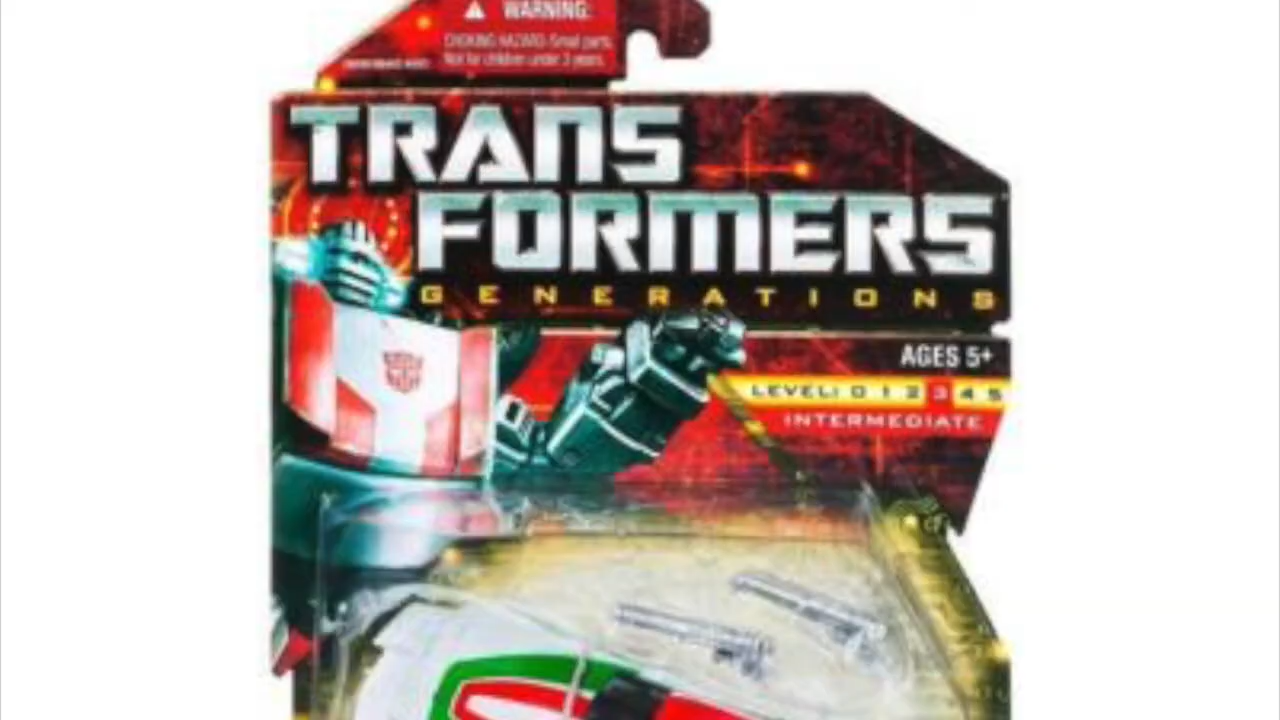 WARNING:
CHOKING HAZARD-Small parts.
Not for children under 3 years.
TRANS
FORMERS
GENERATIONS
AGES 5+
LEVEL: 0 1 2 3 4 5
INTERMEDIATE